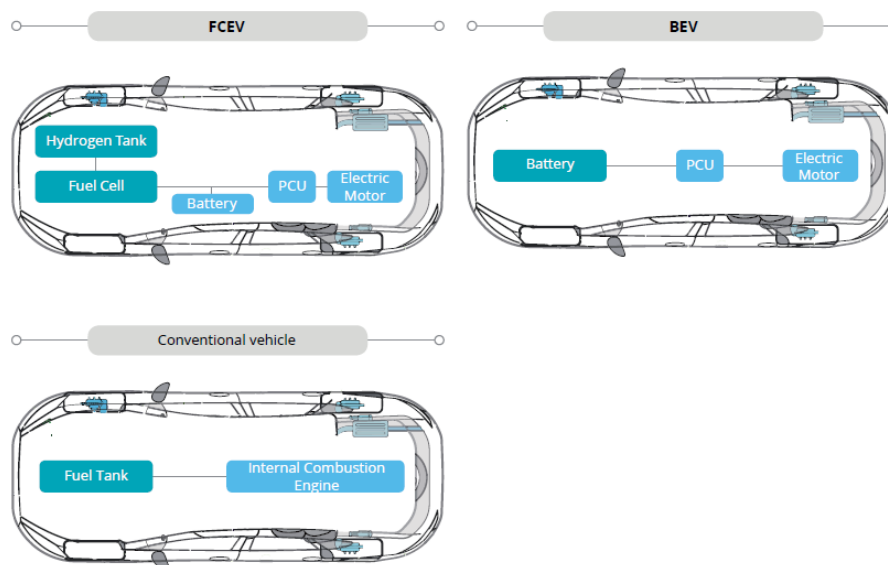 FCEV
Hydrogen Tank
Fuel Cell
Battery
PCU
Electric
Motor
BEV
Battery
PCU
Electric
Motor
Conventional vehicle
Fuel Tank
Internal Combustion
Engine